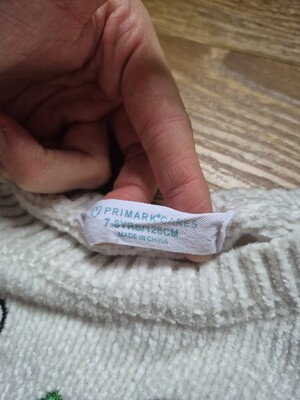 PRIMARK® CARES
7-8YRS/128CM
MADE IN CHINA